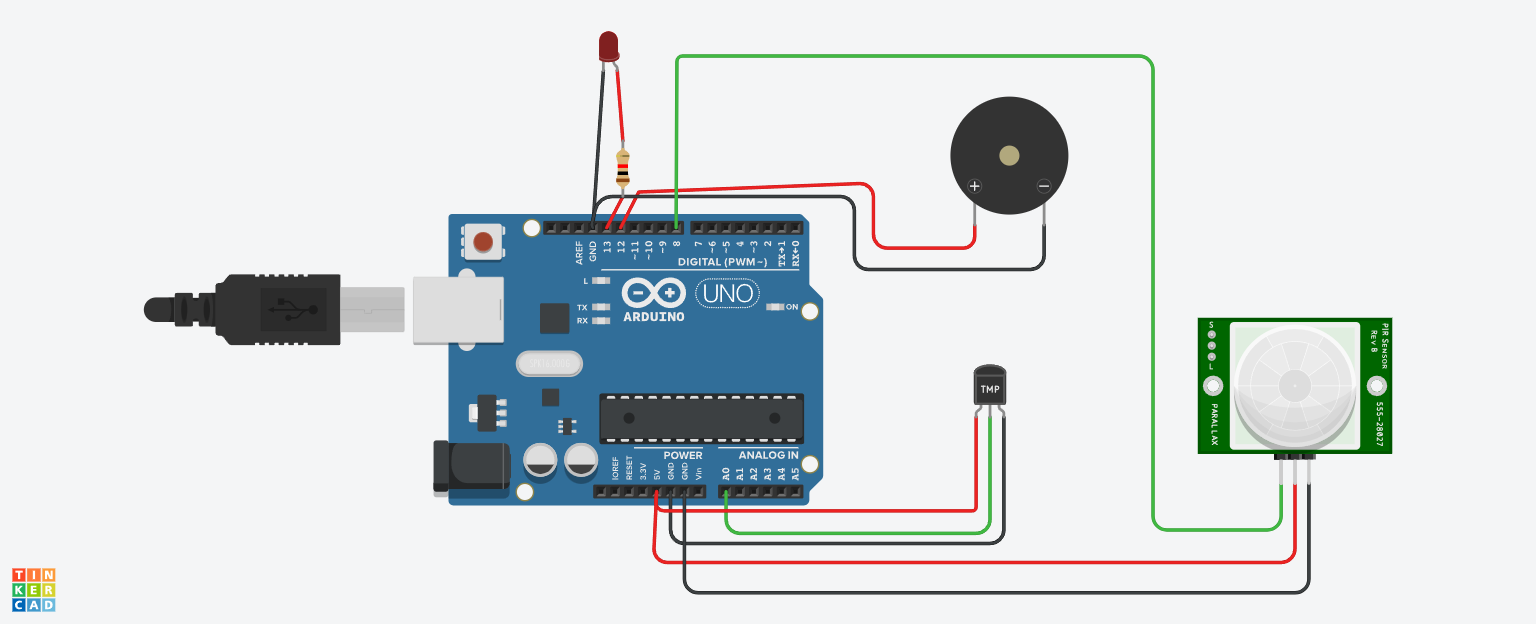 AREF
GND
13
12
~11
~10
~9
8
7
~6
~5
4
~3
2
TX→1
RX←0
DIGITAL (PWM~)
L
TX
RX
ARDUINO
UNO
ON
+
−
TMP
S
L
PARALLAX
PIR SENSOR
REV B
555-28027
POWER
ANALOG IN
IOREF
RESET
3.3V
5V
GND
GND
Vin
A0
A1
A2
A3
A4
A5
TIN
KER
CAD